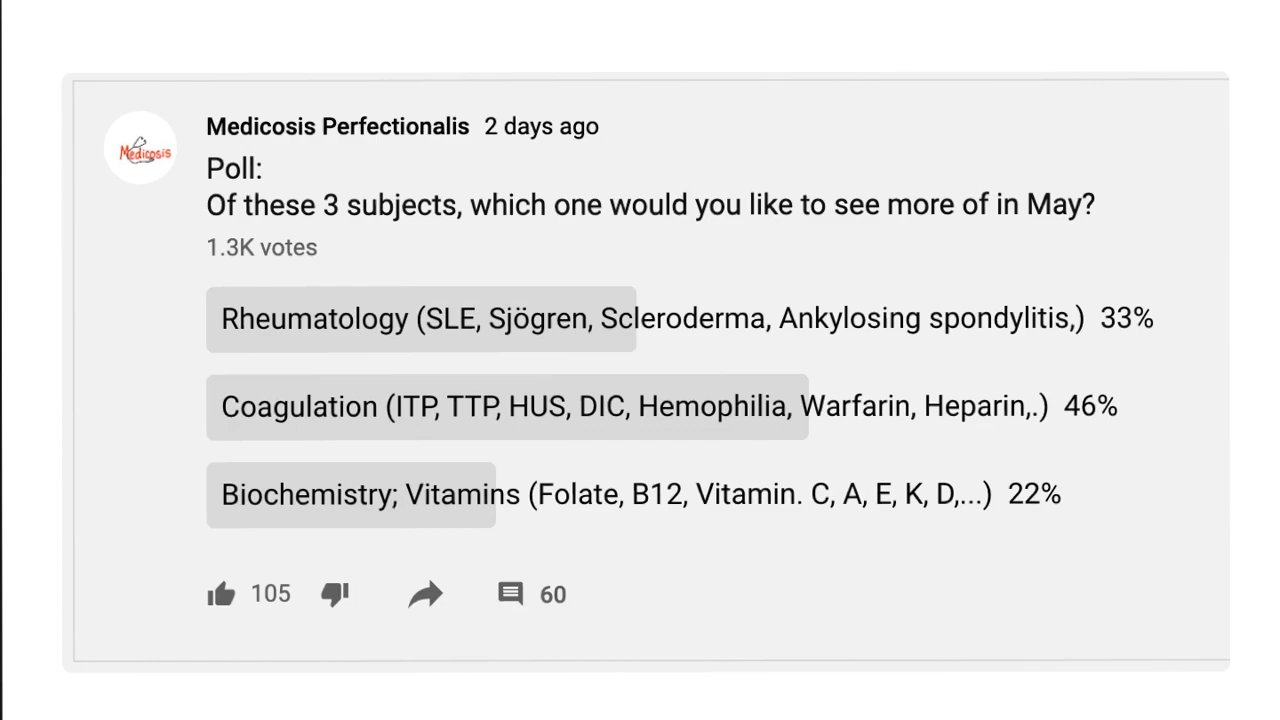 Medicosis
Medicosis Perfectionalis 2 days ago
Poll:
Of these 3 subjects, which one would you like to see more of in May?
1.3K votes
Rheumatology (SLE, Sjögren, Scleroderma, Ankylosing spondylitis,) 33%
Coagulation (ITP, TTP, HUS, DIC, Hemophilia, Warfarin, Heparin,.) 46%
Biochemistry; Vitamins (Folate, B12, Vitamin. C, A, E, K, D,...) 22%
105 60